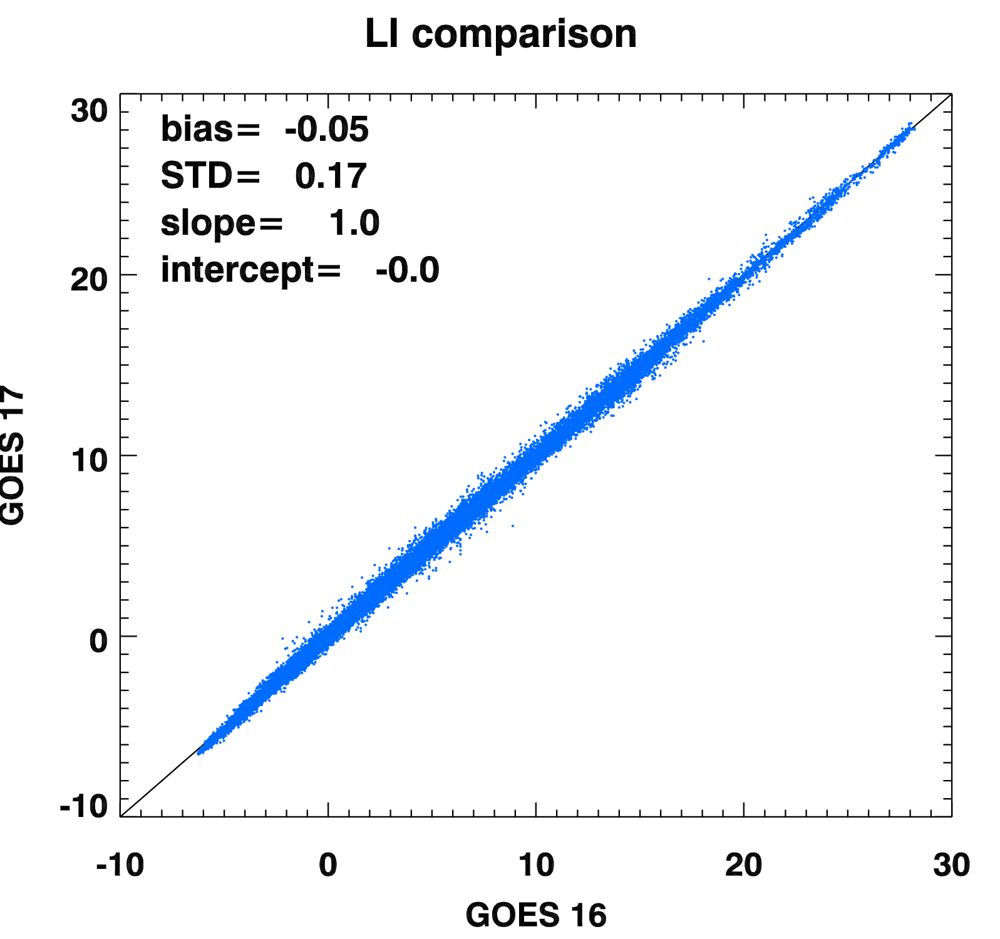 LI comparison
30
bias= -0.05
STD= 0.17
slope= 1.0
intercept= -0.0
20
GOES 17
10
0
-10
-10 0 10 20 30
GOES 16